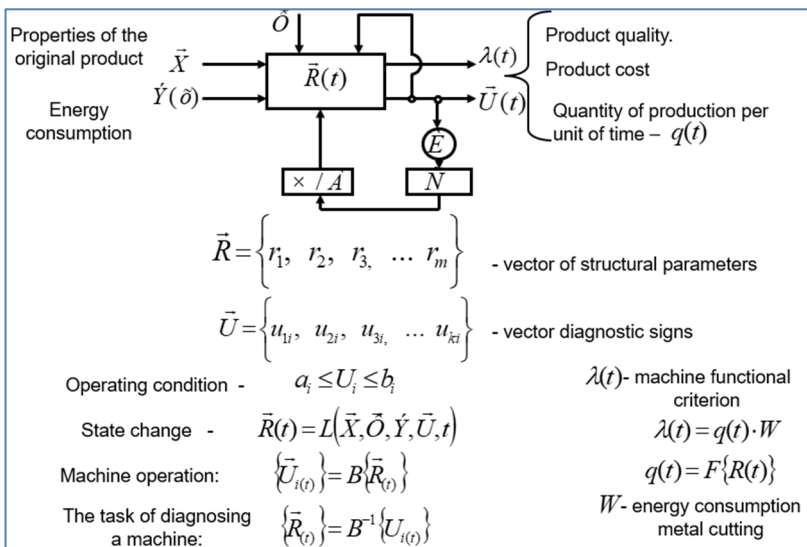 Properties of the
original product
Energy
consumption
X⃗
Ý(õ)
Ô
R⃗(t)
λ(t)
U⃗(t)
E
× / Á
N
Product quality.
Product cost
Quantity of production per
unit of time – q(t)
R⃗ = {r₁, r₂, r₃, … rₘ} - vector of structural parameters
U⃗ = {u₁ᵢ, u₂ᵢ, u₃ᵢ, … uₖᵢ} - vector diagnostic signs
Operating condition - aᵢ ≤ Uᵢ ≤ bᵢ
λ(t)- machine functional
criterion
State change - R⃗(t) = L(X⃗, O⃗, Ý, U⃗, t)
λ(t) = q(t)·W
Machine operation: {U⃗ᵢ₍ₜ₎} = B{R⃗₍ₜ₎}
q(t) = F{R(t)}
The task of diagnosing
a machine: {R⃗₍ₜ₎} = B⁻¹{Uᵢ₍ₜ₎}
W- energy consumption
metal cutting